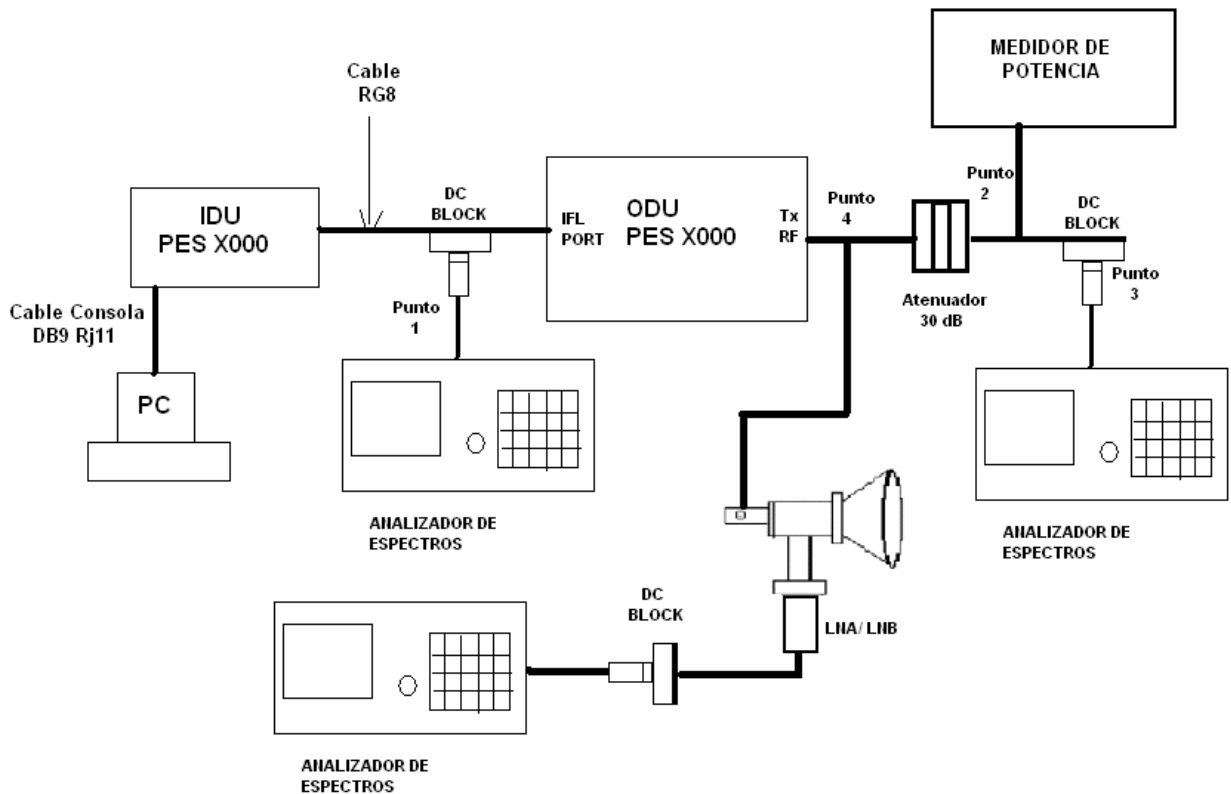 MEDIDOR DE
POTENCIA
Cable
RG8
Punto
2
DC
BLOCK
Punto
3
IDU
PES X000
DC
BLOCK
IFL
PORT
ODU
PES X000
Tx
RF
Punto
4
Atenuador
30 dB
Cable Consola
DB9 Rj11
Punto
1
PC
ANALIZADOR DE
ESPECTROS
ANALIZADOR DE
ESPECTROS
DC
BLOCK
LNA/ LNB
ANALIZADOR DE
ESPECTROS